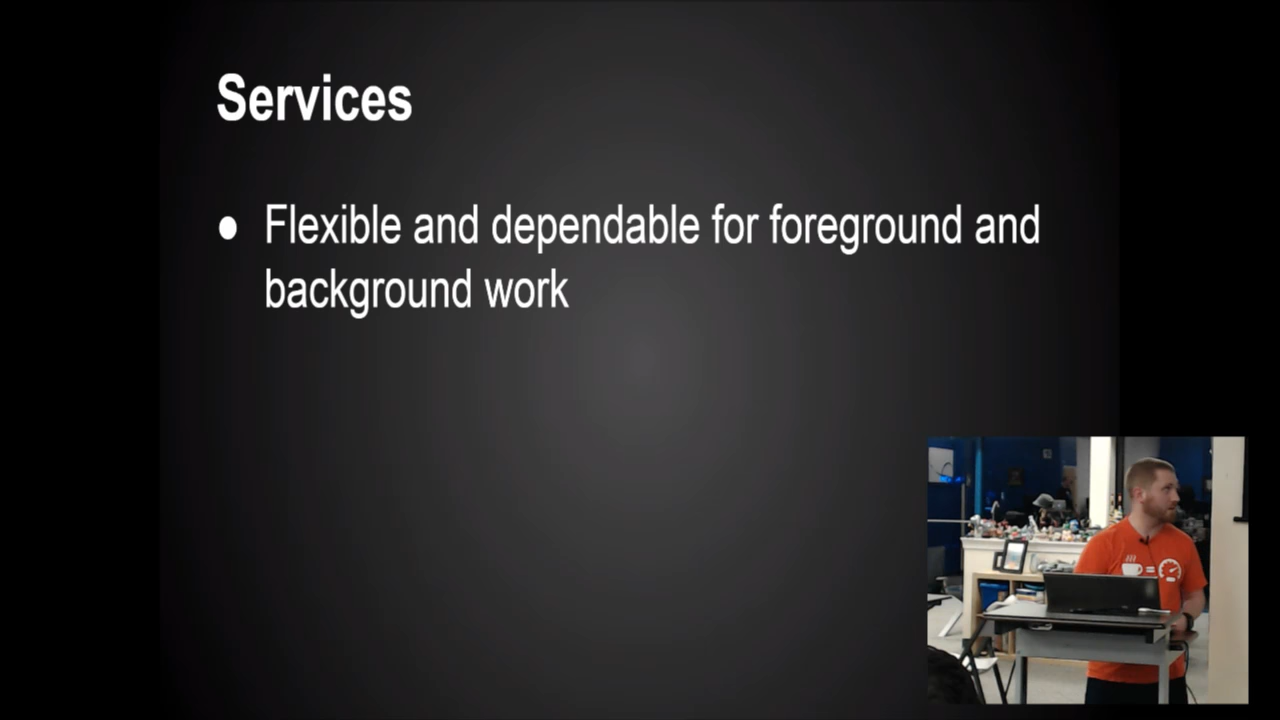 Services
● Flexible and dependable for foreground and
background work